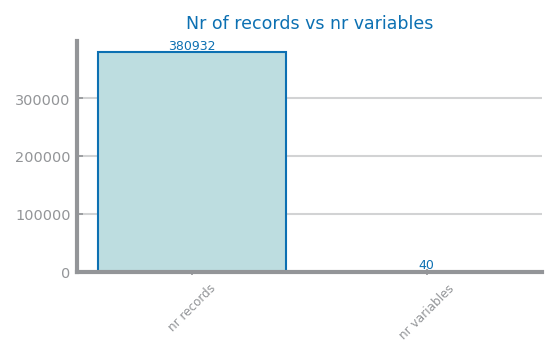 Nr of records vs nr variables
380932
300000
200000
100000
0
40
nr records
nr variables